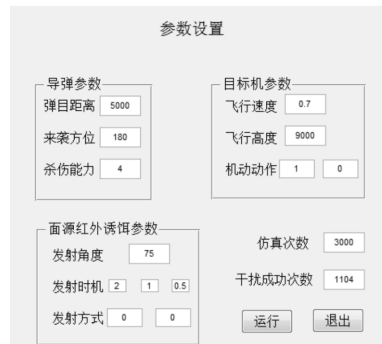 参数设置
导弹参数
弹目距离 5000
来袭方位 180
杀伤能力 4
目标机参数
飞行速度 0.7
飞行高度 9000
机动动作 1 0
面源红外诱饵参数
发射角度 75
发射时机 2 1 0.5
发射方式 0 0
仿真次数 3000
干扰成功次数 1104
运行 退出